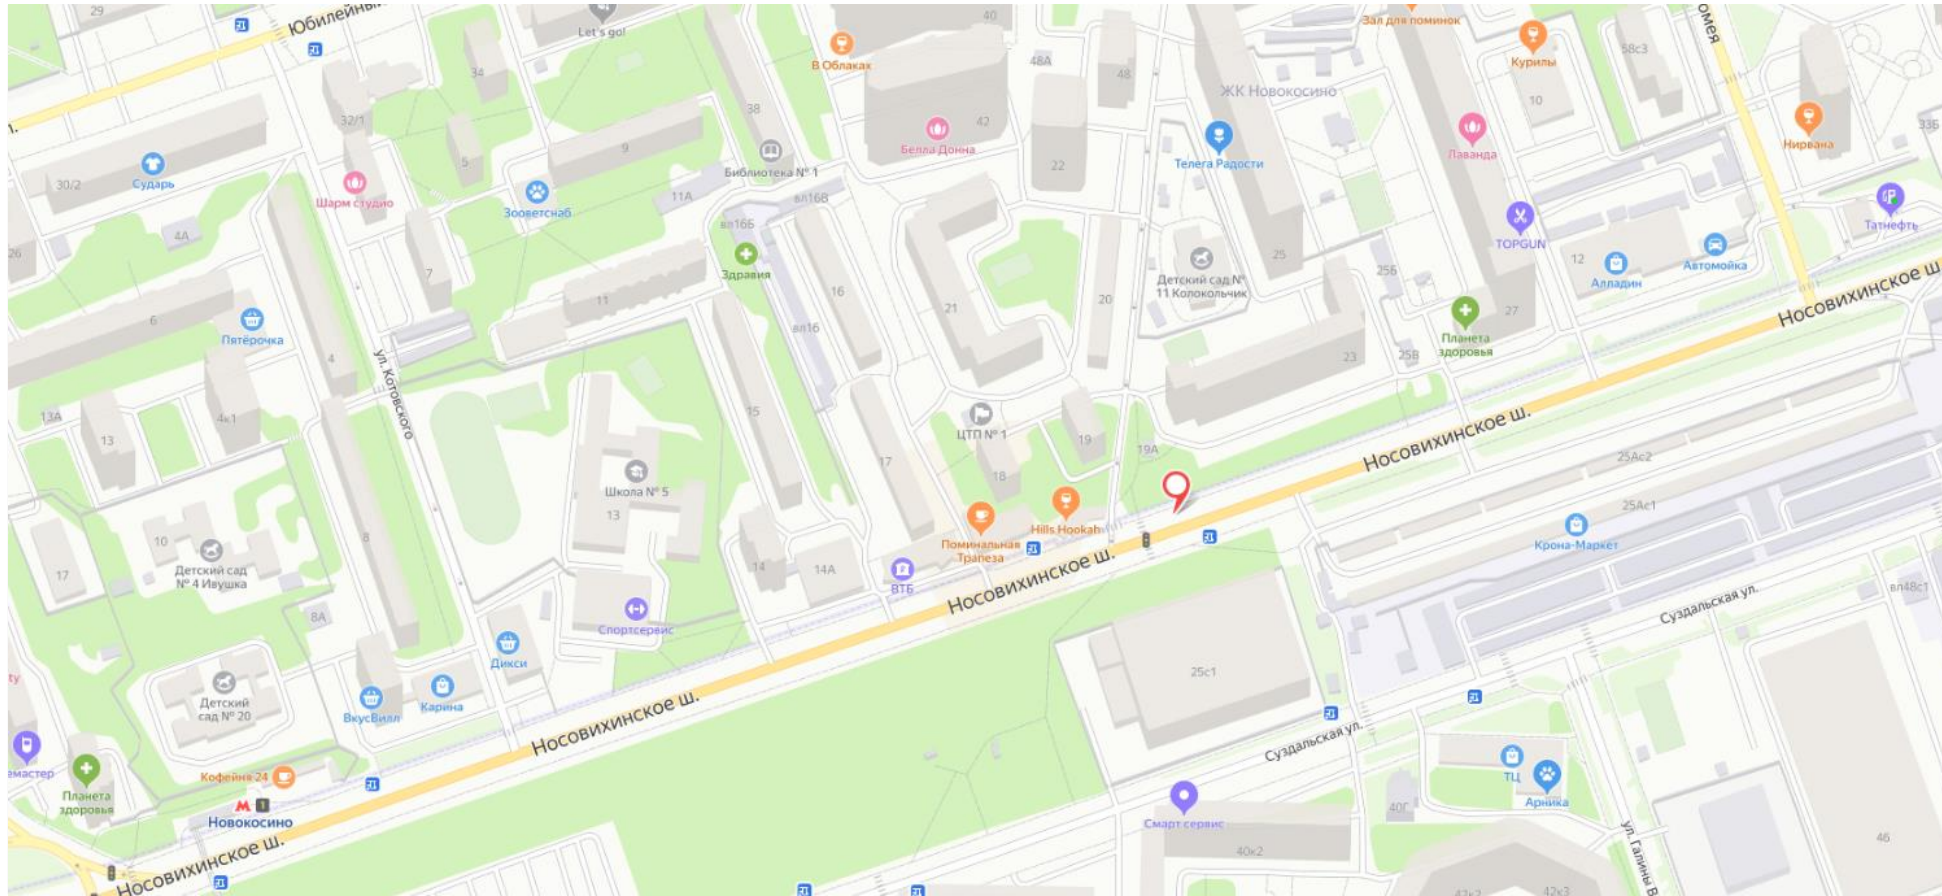 29
Юбилейный
Let's go!
40
Зал для поминок
34
В Облаках
48А
48
Курилы
58с3
ЖК Новокосино
10
38
42
32/1
33Б
9
5
Белла Донна
22
Телега Радости
Лаванда
Нирвана
30/2
Сударь
Библиотека № 1
Шарм студио
Зооветснаб
11А
вл16В
вл16Б
Татнефть
4А
TOPGUN
26
7
Здравия
Детский сад №
11 Колокольчик
25
25Б
12
Автомойка
Алладин
16
20
11
21
6
27
Носовихинское ш.
Пятёрочка
вл16
Планета
здоровья
4
23
25В
ул. Котовского
13А
4к1
15
13
ЦТП № 1
19
19А
Носовихинское ш.
17
18
25Ас2
Школа № 5
13
25Ас1
Hills Hookah
Поминальная
Трапеза
Крона-Маркет
8
10
Детский сад
№ 4 Ивушка
17
14
14А
ВТБ
Носовихинское ш.
вл48с1
Суздальская ул.
8А
Спортсервис
Дикси
25с1
Детский
сад № 20
ВкусВилл
Карина
Носовихинское ш.
Суздальская ул.
емастер
Кофейня 24
ТЦ
Арника
Планета
здоровья
1
Новокосино
40Г
Смарт сервис
ул. Галины В
46
40к2
Носовихинское ш.
42к2
42к3